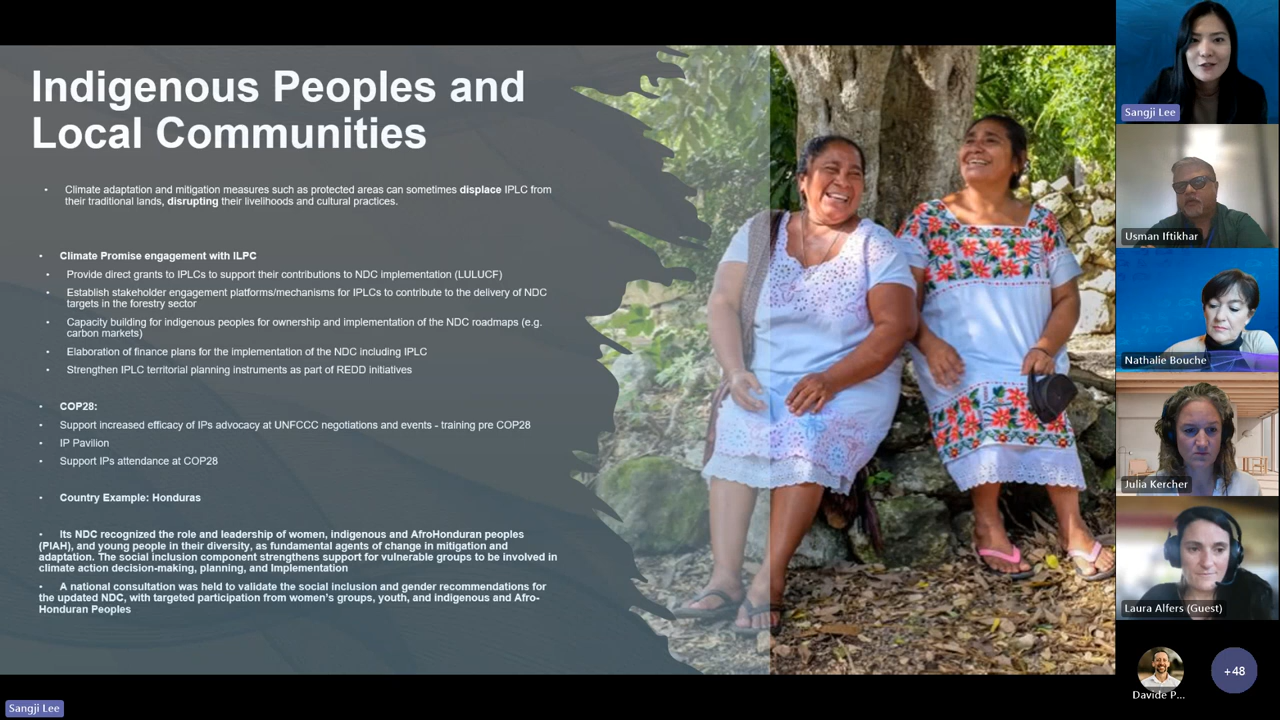 Indigenous Peoples and
Local Communities
• Climate adaptation and mitigation measures such as protected areas can sometimes displace IPLC from
their traditional lands, disrupting their livelihoods and cultural practices.
• Climate Promise engagement with ILPC
• Provide direct grants to IPLCs to support their contributions to NDC implementation (LULUCF)
• Establish stakeholder engagement platforms/mechanisms for IPLCs to contribute to the delivery of NDC
targets in the forestry sector
• Capacity building for indigenous peoples for ownership and implementation of the NDC roadmaps (e.g.
carbon markets)
• Elaboration of finance plans for the implementation of the NDC including IPLC
• Strengthen IPLC territorial planning instruments as part of REDD initiatives
• COP28:
• Support increased efficacy of IPs advocacy at UNFCCC negotiations and events - training pre COP28
• IP Pavilion
• Support IPs attendance at COP28
• Country Example: Honduras
• Its NDC recognized the role and leadership of women, indigenous and AfroHonduran peoples
(PIAH), and young people in their diversity, as fundamental agents of change in mitigation and
adaptation. The social inclusion component strengthens support for vulnerable groups to be involved in
climate action decision-making, planning, and Implementation
• A national consultation was held to validate the social inclusion and gender recommendations for
the updated NDC, with targeted participation from women's groups, youth, and indigenous and Afro-
Honduran Peoples
Sangji Lee
Sangji Lee
Usman Iftikhar
Nathalie Bouche
Julia Kercher
Laura Alfers (Guest)
Davide P...
+48